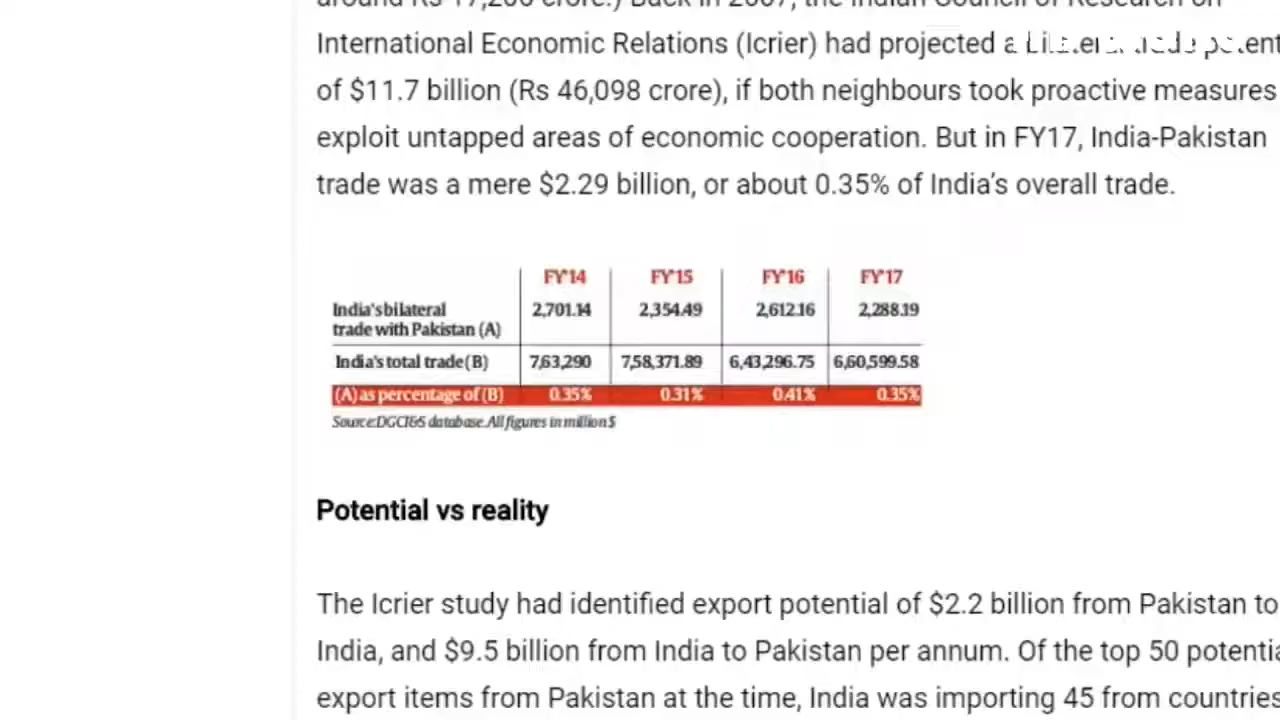 International Economic Relations (Icrier) had projected a
of $11.7 billion (Rs 46,098 crore), if both neighbours took proactive measures
exploit untapped areas of economic cooperation. But in FY17, India-Pakistan
trade was a mere $2.29 billion, or about 0.35% of India's overall trade.
FY'14 FY'15 FY'16 FY'17
India's bilateral trade with Pakistan (A) 2,701.14 2,354.49 2,612.16 2,288.19
India's total trade (B) 7,63,290 7,58,371.89 6,43,296.75 6,60,599.58
(A) as percentage of (B) 0.35% 0.31% 0.41% 0.35%
Source: DGCI&S database. All figures in million $
Potential vs reality
The Icrier study had identified export potential of $2.2 billion from Pakistan to
India, and $9.5 billion from India to Pakistan per annum. Of the top 50 potentia
export items from Pakistan at the time, India was importing 45 from countries